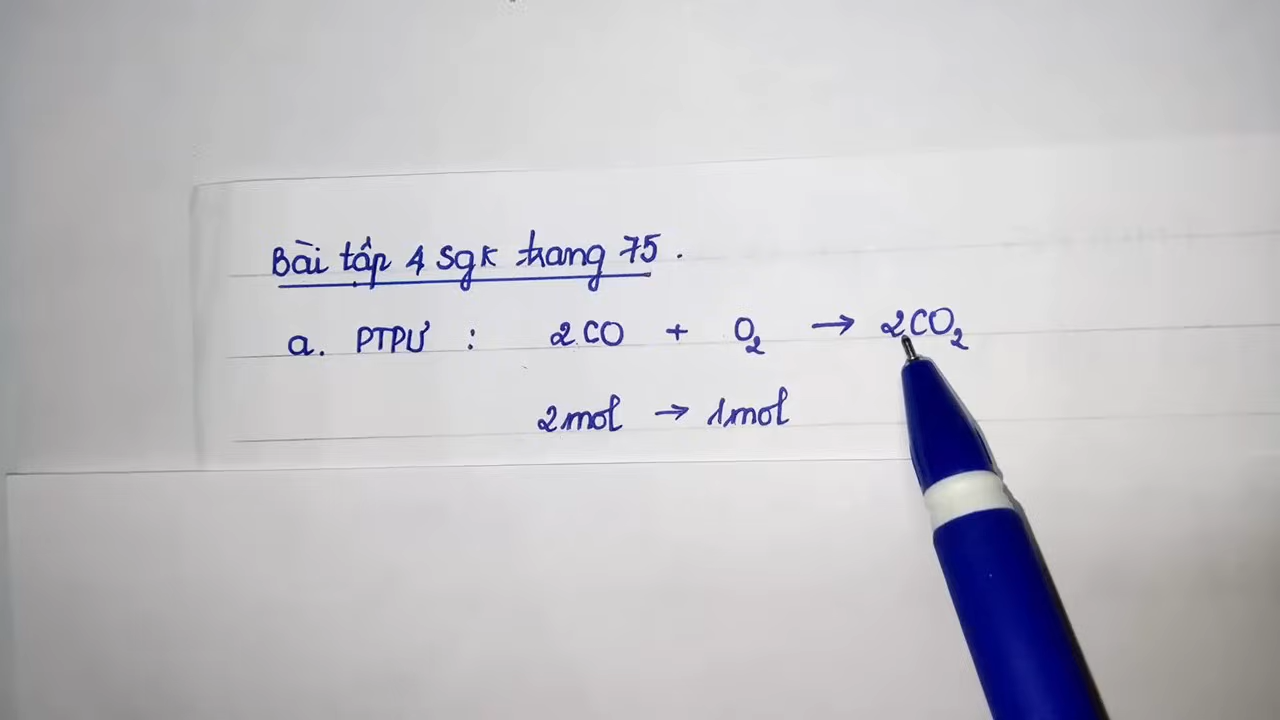 Bài tập 4 sgk trang 75.
a. PTPƯ : 2CO + O₂ → 2CO₂
2mol → 1mol